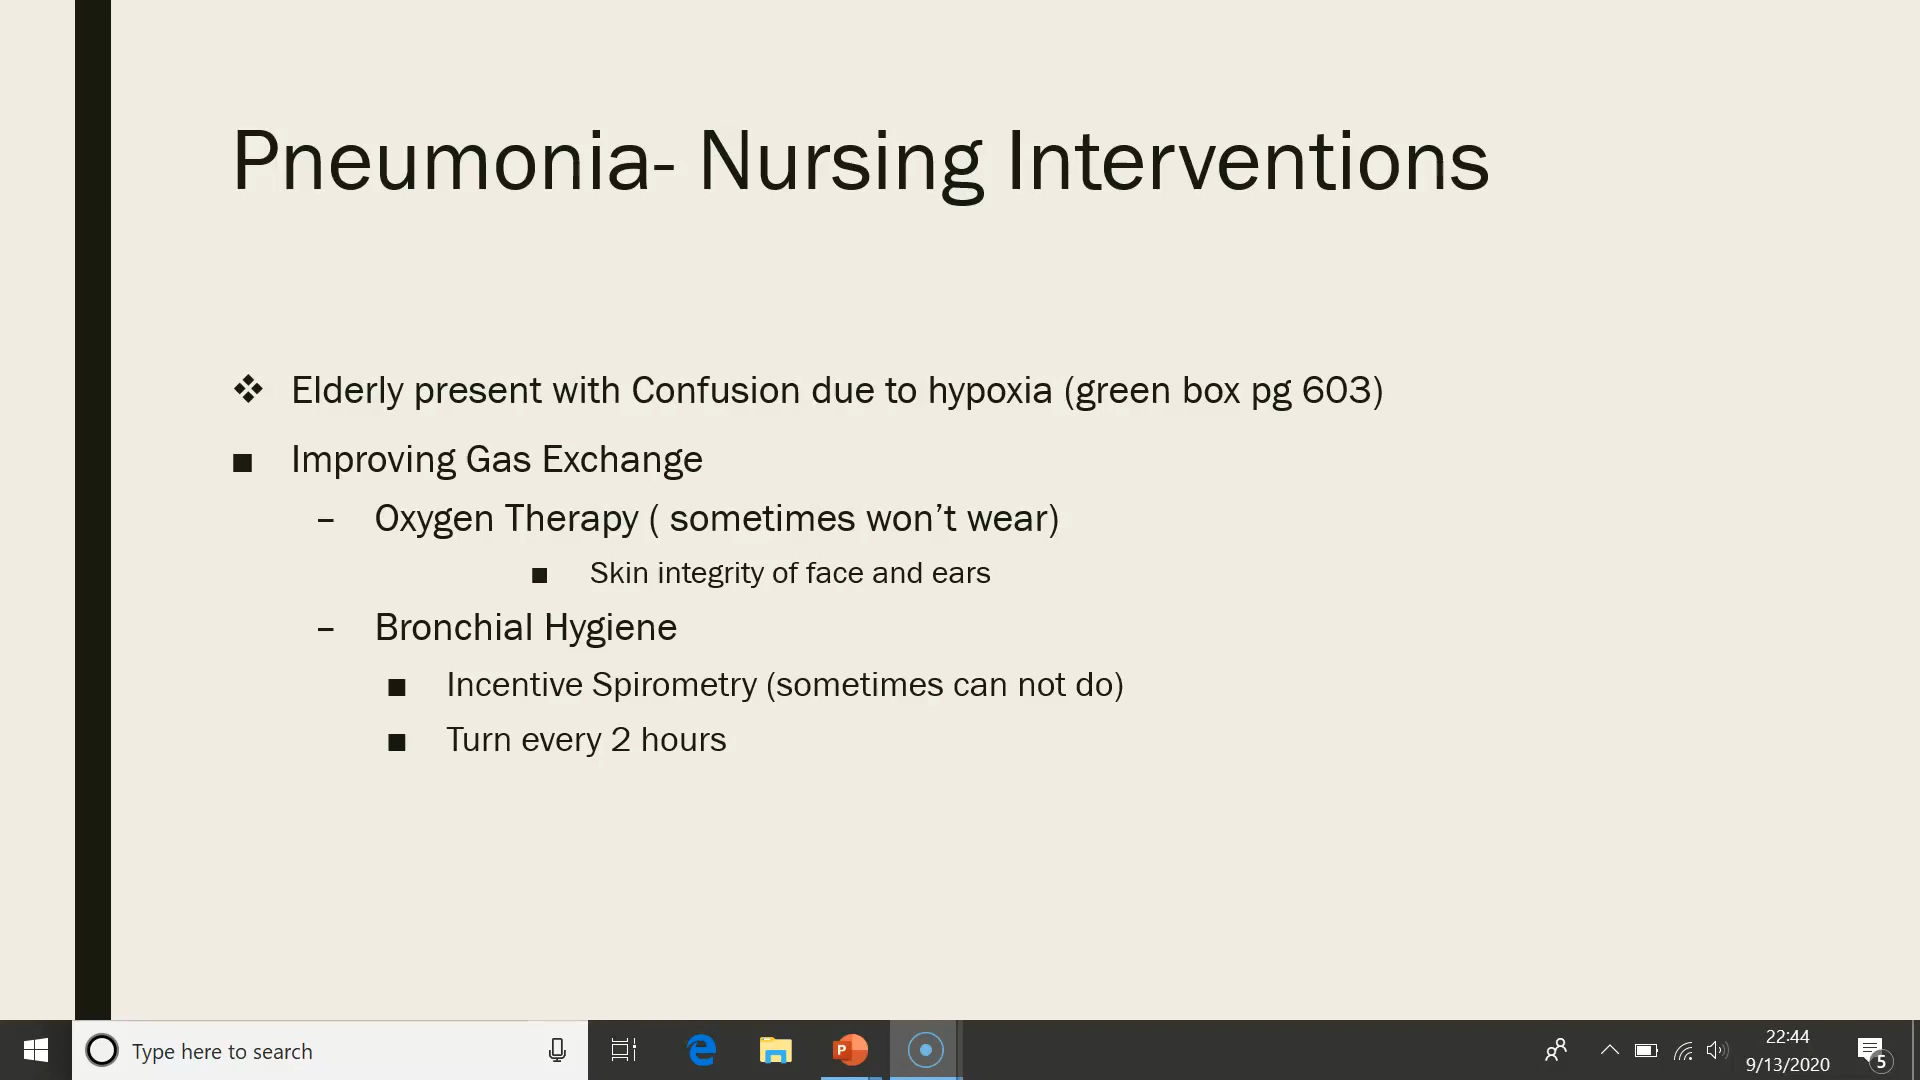 Pneumonia- Nursing Interventions
❖ Elderly present with Confusion due to hypoxia (green box pg 603)
■ Improving Gas Exchange
– Oxygen Therapy ( sometimes won’t wear)
■ Skin integrity of face and ears
– Bronchial Hygiene
■ Incentive Spirometry (sometimes can not do)
■ Turn every 2 hours
Type here to search
P
22:44
9/13/2020
5